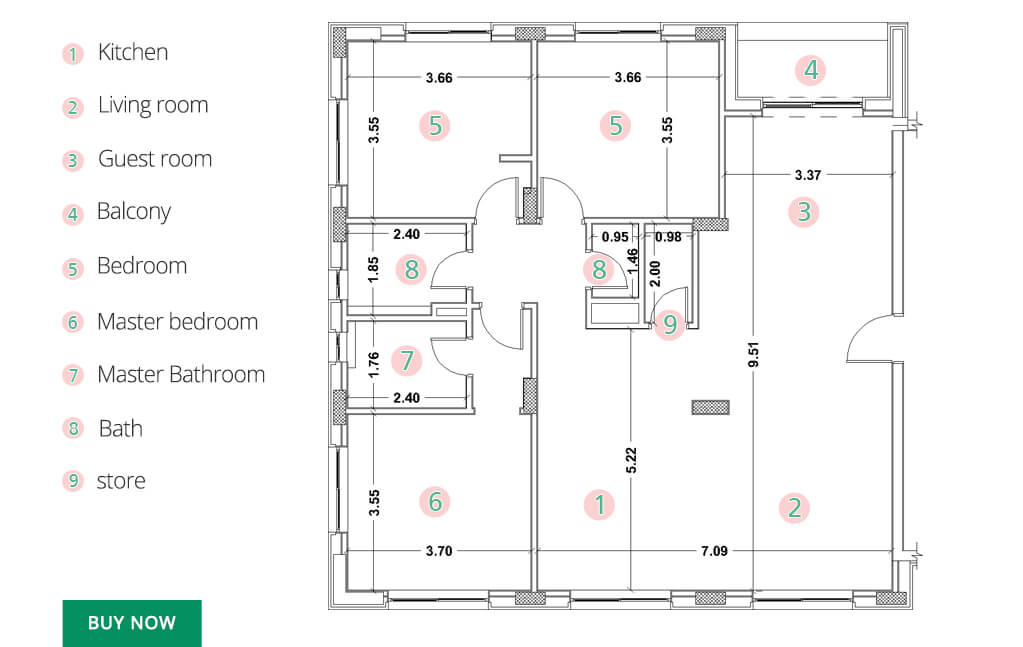 1 Kitchen
2 Living room
3 Guest room
4 Balcony
5 Bedroom
6 Master bedroom
7 Master Bathroom
8 Bath
9 store
BUY NOW
4
3.66
3.66
5
5
3.55
3.55
3.37
3
2.40
0.95
0.98
8
8
1.85
1.46
2.00
9
1.76
7
9.51
2.40
5.22
6
3.55
1
2
3.70
7.09